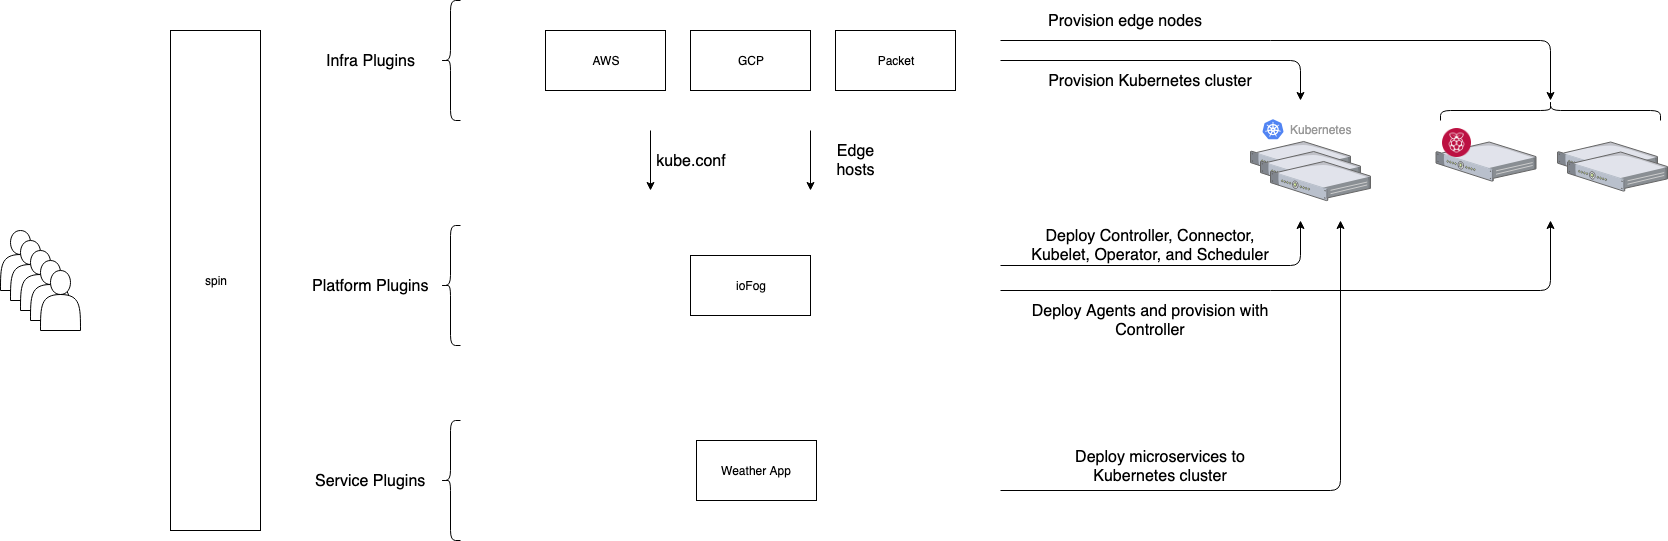 Provision edge nodes
Infra Plugins
AWS
GCP
Packet
Provision Kubernetes cluster
Kubernetes
kube.conf
Edge
hosts
spin
Platform Plugins
ioFog
Deploy Controller, Connector,
Kubelet, Operator, and Scheduler
Deploy Agents and provision with
Controller
Service Plugins
Weather App
Deploy microservices to
Kubernetes cluster